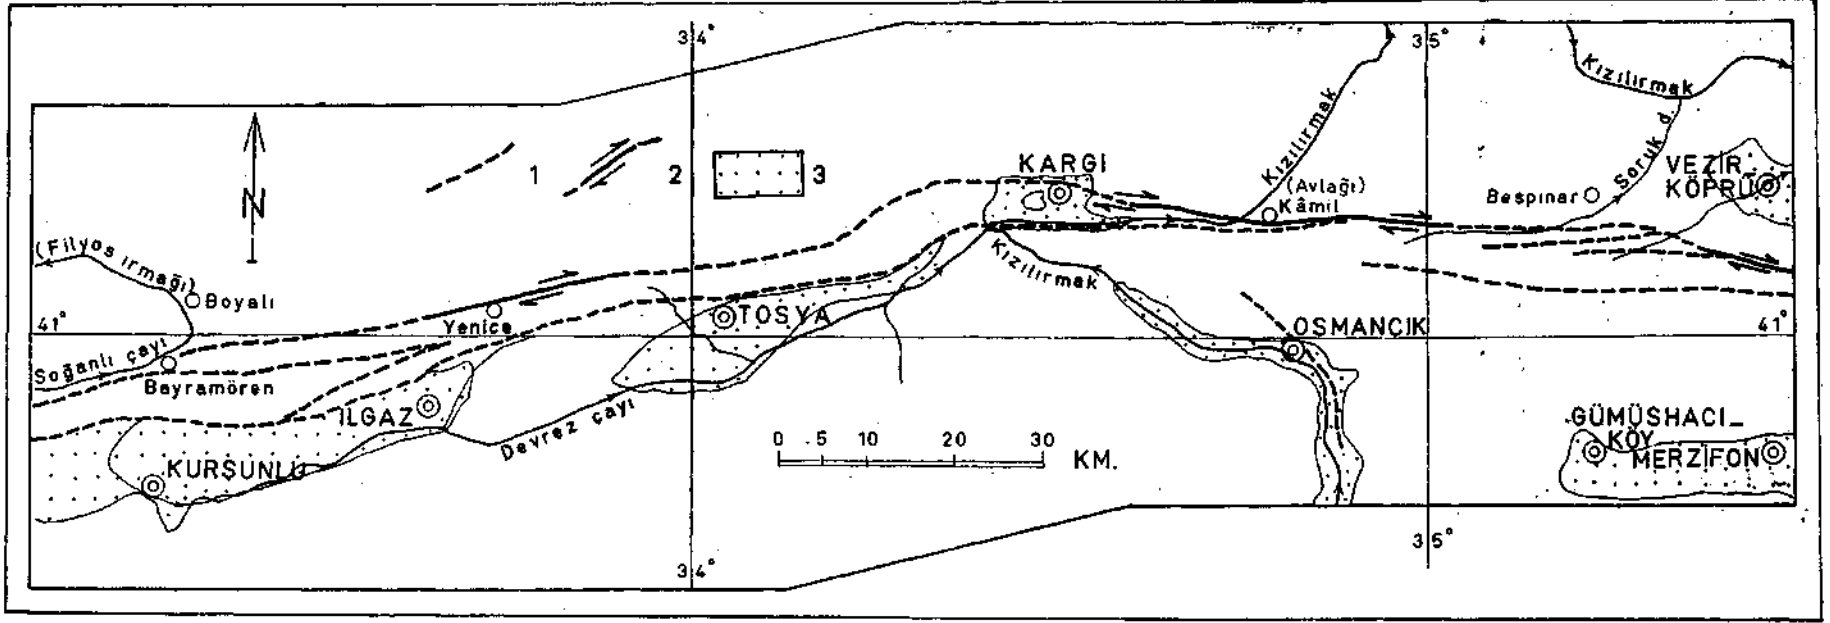 34°
35°
Kızılırmak
Kızılırmak
1
2
3
KARGI
(Avlağı)
Kâmil
Beşpınar
Soruk d.
VEZİR
KÖPRÜ
N
(Filyos ırmağı)
Boyalı
Kızılırmak
Yenice
TOSYA
41°
41°
OSMANCIK
Soğanlı çayı
Bayramören
ILGAZ
Devrez çayı
GÜMÜSHACI_
KÖY
MERZİFON
KURŞUNLU
0 5 10 20 30
KM.
35°
34°